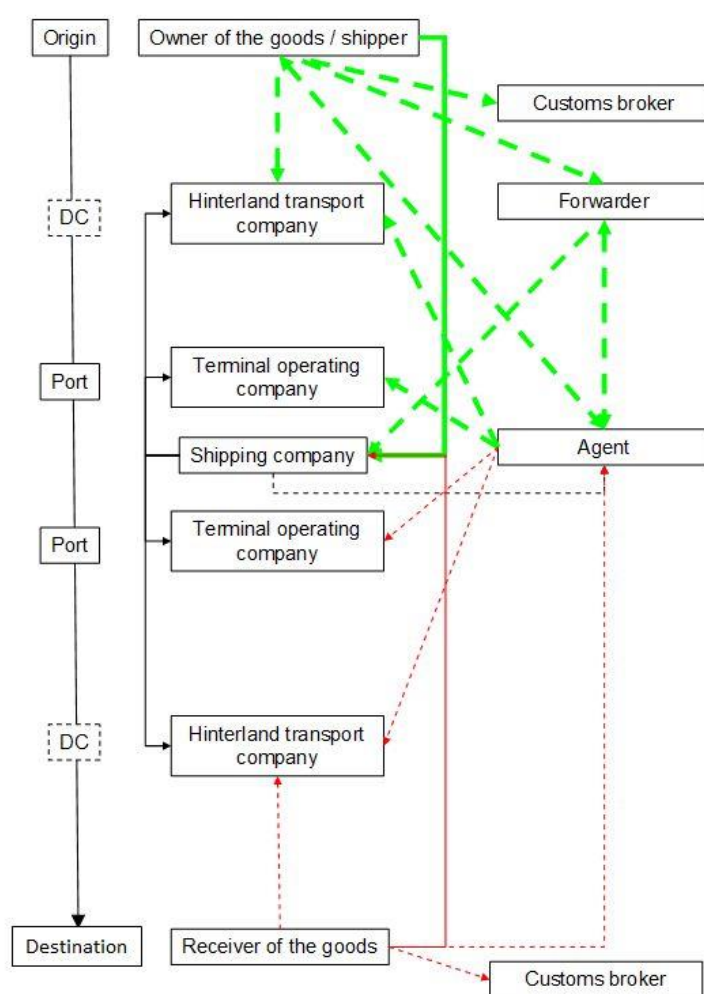 Origin
Owner of the goods / shipper
Customs broker
DC
Hinterland transport
company
Forwarder
Port
Terminal operating
company
Shipping company
Agent
Port
Terminal operating
company
DC
Hinterland transport
company
Destination
Receiver of the goods
Customs broker